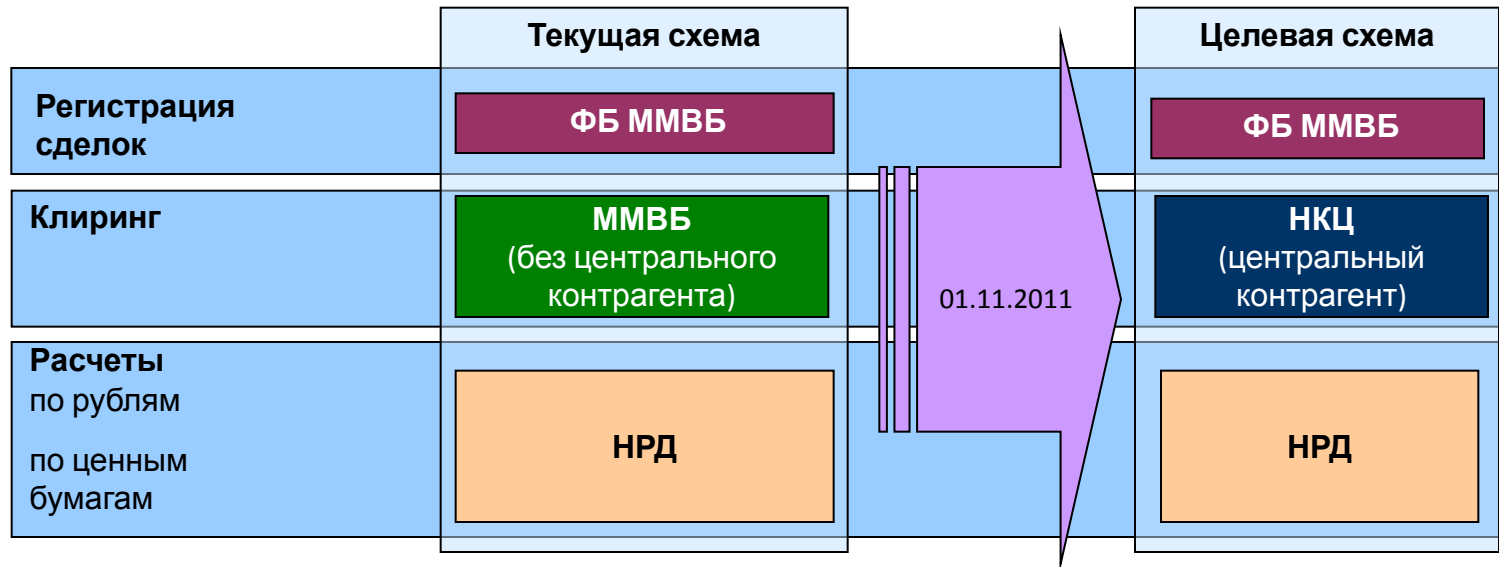 Текущая схема
Целевая схема
Регистрация
сделок
ФБ ММВБ
ФБ ММВБ
Клиринг
ММВБ
(без центрального
контрагента)
01.11.2011
НКЦ
(центральный
контрагент)
Расчеты
по рублям
по ценным
бумагам
НРД
НРД